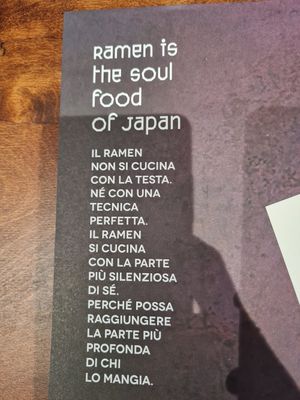 Ramen is
the soul
food
of Japan
IL RAMEN
NON SI CUCINA
CON LA TESTA.
NÉ CON UNA
TECNICA
PERFETTA.
IL RAMEN
SI CUCINA
CON LA PARTE
PIÙ SILENZIOSA
DI SÉ.
PERCHÉ POSSA
RAGGIUNGERE
LA PARTE PIÙ
PROFONDA
DI CHI
LO MANGIA.